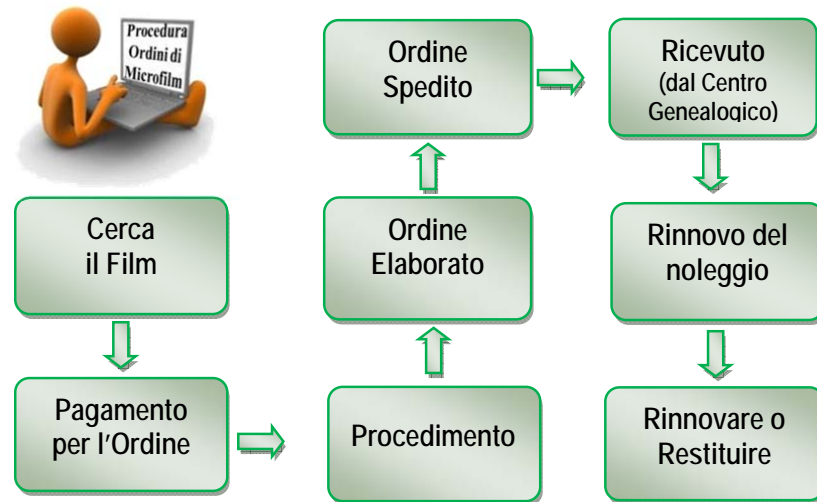 Procedura
Ordini di
Microfilm
Cerca
il Film
Pagamento
per l'Ordine
Procedimento
Ordine
Elaborato
Ordine
Spedito
Ricevuto
(dal Centro
Genealogico)
Rinnovo del
noleggio
Rinnovare o
Restituire